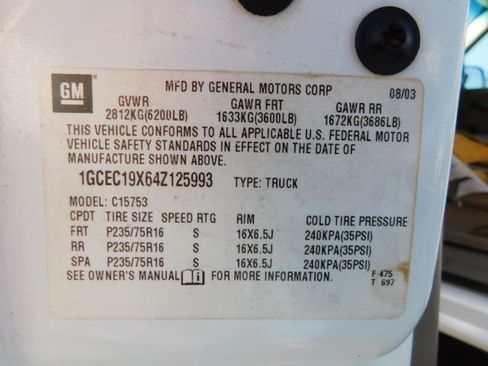 GM
MFD BY GENERAL MOTORS CORP 08/03
GVWR GAWR FRT GAWR RR
2812KG(6200LB) 1633KG(3600LB) 1672KG(3686LB)
THIS VEHICLE CONFORMS TO ALL APPLICABLE U.S. FEDERAL MOTOR
VEHICLE SAFETY STANDARDS IN EFFECT ON THE DATE OF
MANUFACTURE SHOWN ABOVE.
1GCEC19X64Z125993 TYPE: TRUCK
MODEL: C15753
CPDT TIRE SIZE SPEED RTG RIM COLD TIRE PRESSURE
FRT P235/75R16 S 16X6.5J 240KPA(35PSI)
RR P235/75R16 S 16X6.5J 240KPA(35PSI)
SPA P235/75R16 S 16X6.5J 240KPA(35PSI)
SEE OWNER'S MANUAL FOR MORE INFORMATION. F 475
T 697